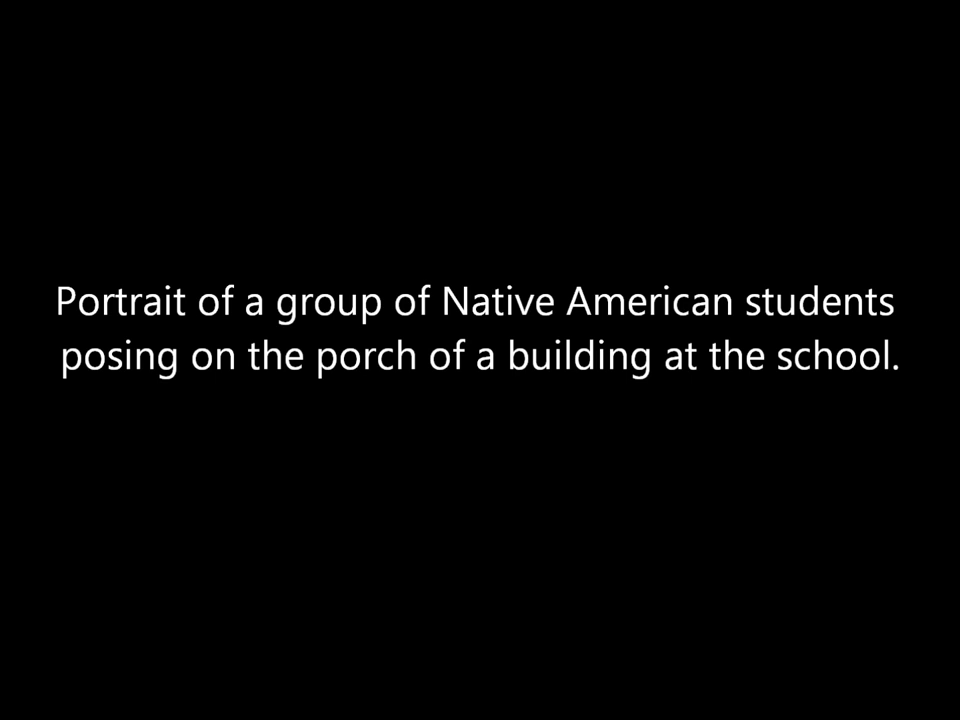 Portrait of a group of Native American students
posing on the porch of a building at the school.